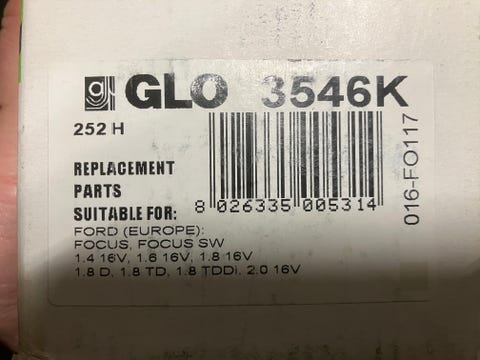 g GLO 3546K
252 H
REPLACEMENT
PARTS
SUITABLE FOR:
8 026335 005314
016-FO117
FORD (EUROPE):
FOCUS, FOCUS SW
1.4 16V, 1.6 16V, 1.8 16V
1.8 D, 1.8 TD, 1.8 TDDi, 2.0 16V